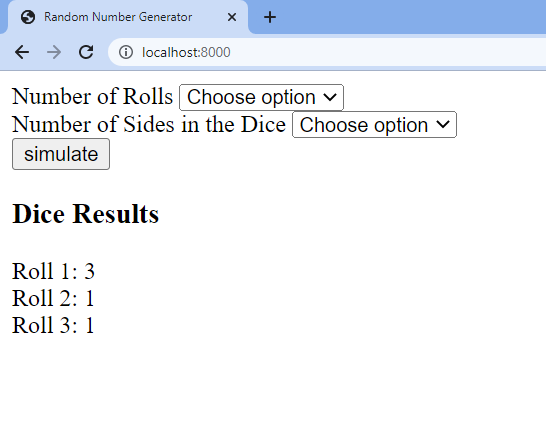 Random Number Generator
localhost:8000
Number of Rolls Choose option
Number of Sides in the Dice Choose option
simulate
Dice Results
Roll 1: 3
Roll 2: 1
Roll 3: 1